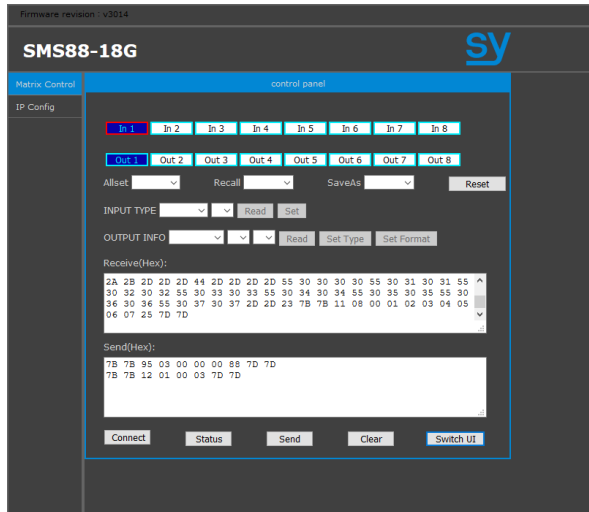 Firmware revision : v3014
SMS88-18G
sy
Matrix Control
control panel
IP Config
In 1 In 2 In 3 In 4 In 5 In 6 In 7 In 8
Out 1 Out 2 Out 3 Out 4 Out 5 Out 6 Out 7 Out 8
Allset Recall SaveAs Reset
INPUT TYPE Read Set
OUTPUT INFO Read Set Type Set Format
Receive(Hex):
2A 2B 2D 2D 2D 44 2D 2D 2D 2D 55 30 30 30 30 55 30 31 30 31 55
30 32 30 32 55 30 33 30 33 55 30 34 30 34 55 30 35 30 35 55 30
36 30 36 55 30 37 30 37 2D 2D 23 7B 7B 11 08 00 01 02 03 04 05
06 07 25 7D 7D
Send(Hex):
7B 7B 95 03 00 00 00 88 7D 7D
7B 7B 12 01 00 03 7D 7D
Connect Status Send Clear Switch UI